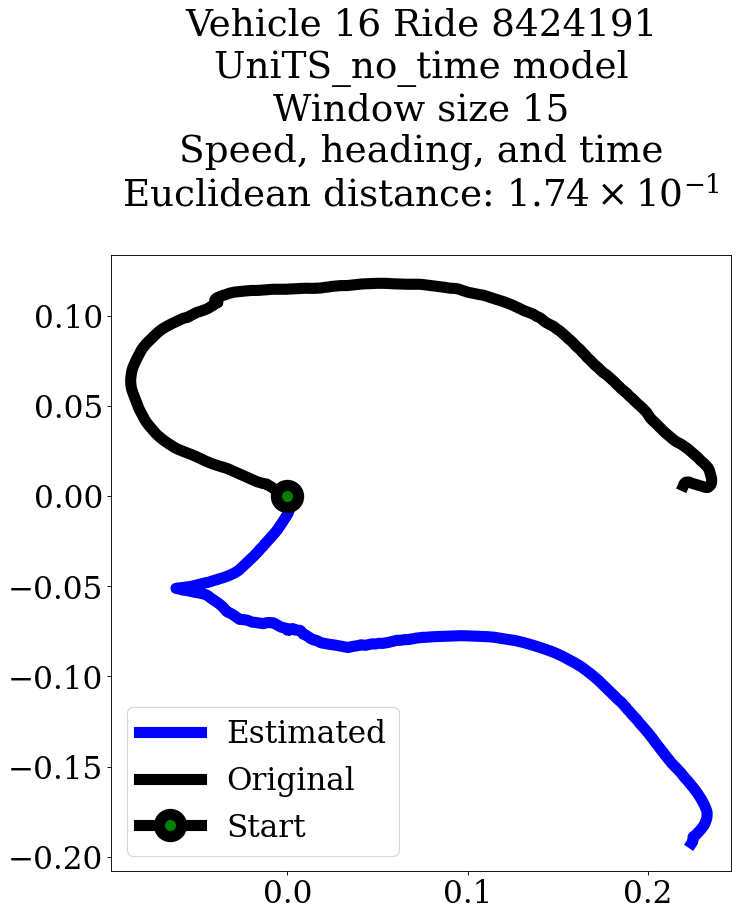 Vehicle 16 Ride 8424191
UniTS_no_time model
Window size 15
Speed, heading, and time
Euclidean distance: 1.74 × 10⁻¹
0.10
0.05
0.00
−0.05
−0.10
−0.15
−0.20
Estimated
Original
Start
0.0 0.1 0.2